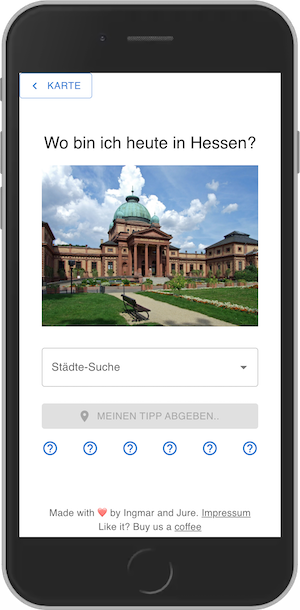 KARTE
Wo bin ich heute in Hessen?
Städte-Suche
MEINEN TIPP ABGEBEN..
Made with ❤️ by Ingmar and Jure. Impressum
Like it? Buy us a coffee